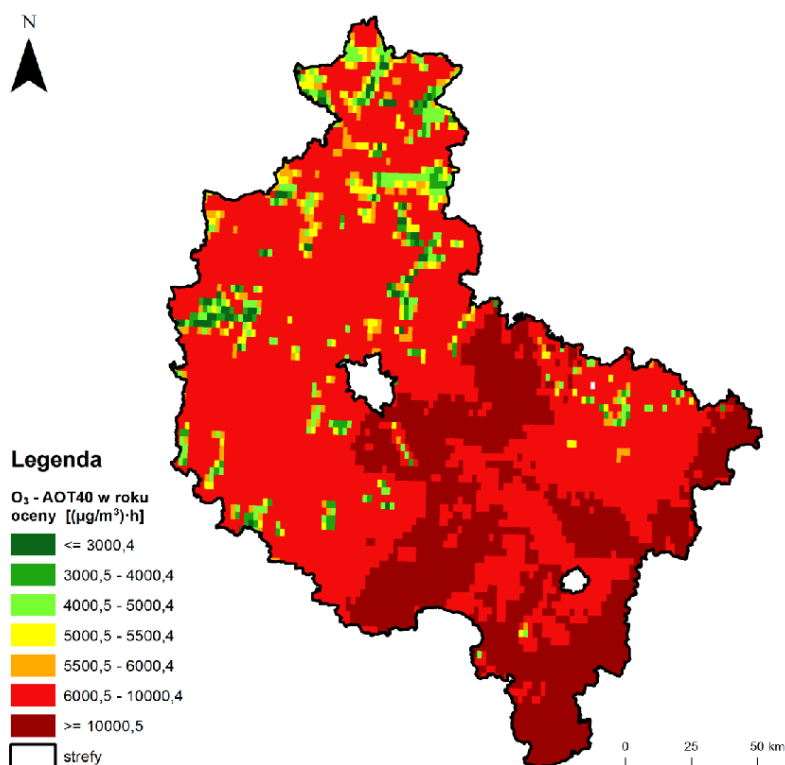 N
Legenda
O₃ - AOT40 w roku
oceny [(µg/m³)·h]
<= 3000,4
3000,5 - 4000,4
4000,5 - 5000,4
5000,5 - 5500,4
5500,5 - 6000,4
6000,5 - 10000,4
>= 10000,5
strefy
0 25 50 km